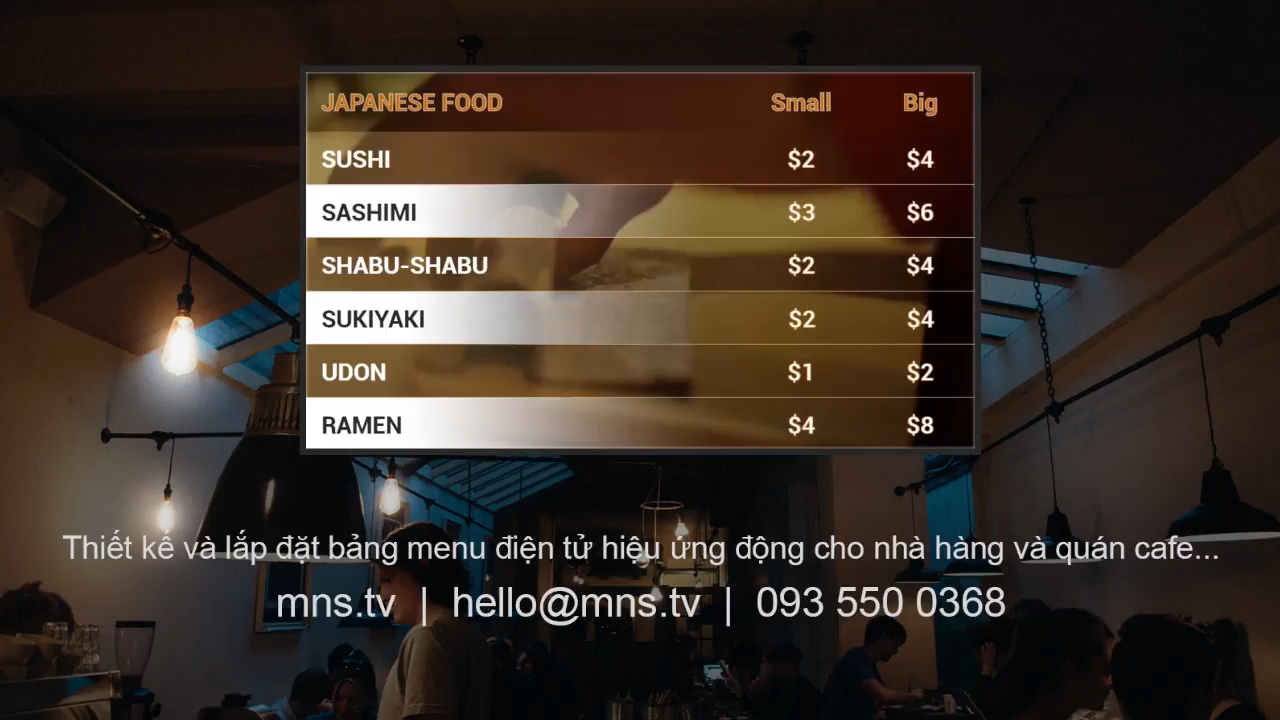 JAPANESE FOOD Small Big
SUSHI $2 $4
SASHIMI $3 $6
SHABU-SHABU $2 $4
SUKIYAKI $2 $4
UDON $1 $2
RAMEN $4 $8
Thiết kế và lắp đặt bảng menu điện tử hiệu ứng động cho nhà hàng và quán cafe...
mns.tv | hello@mns.tv | 093 550 0368